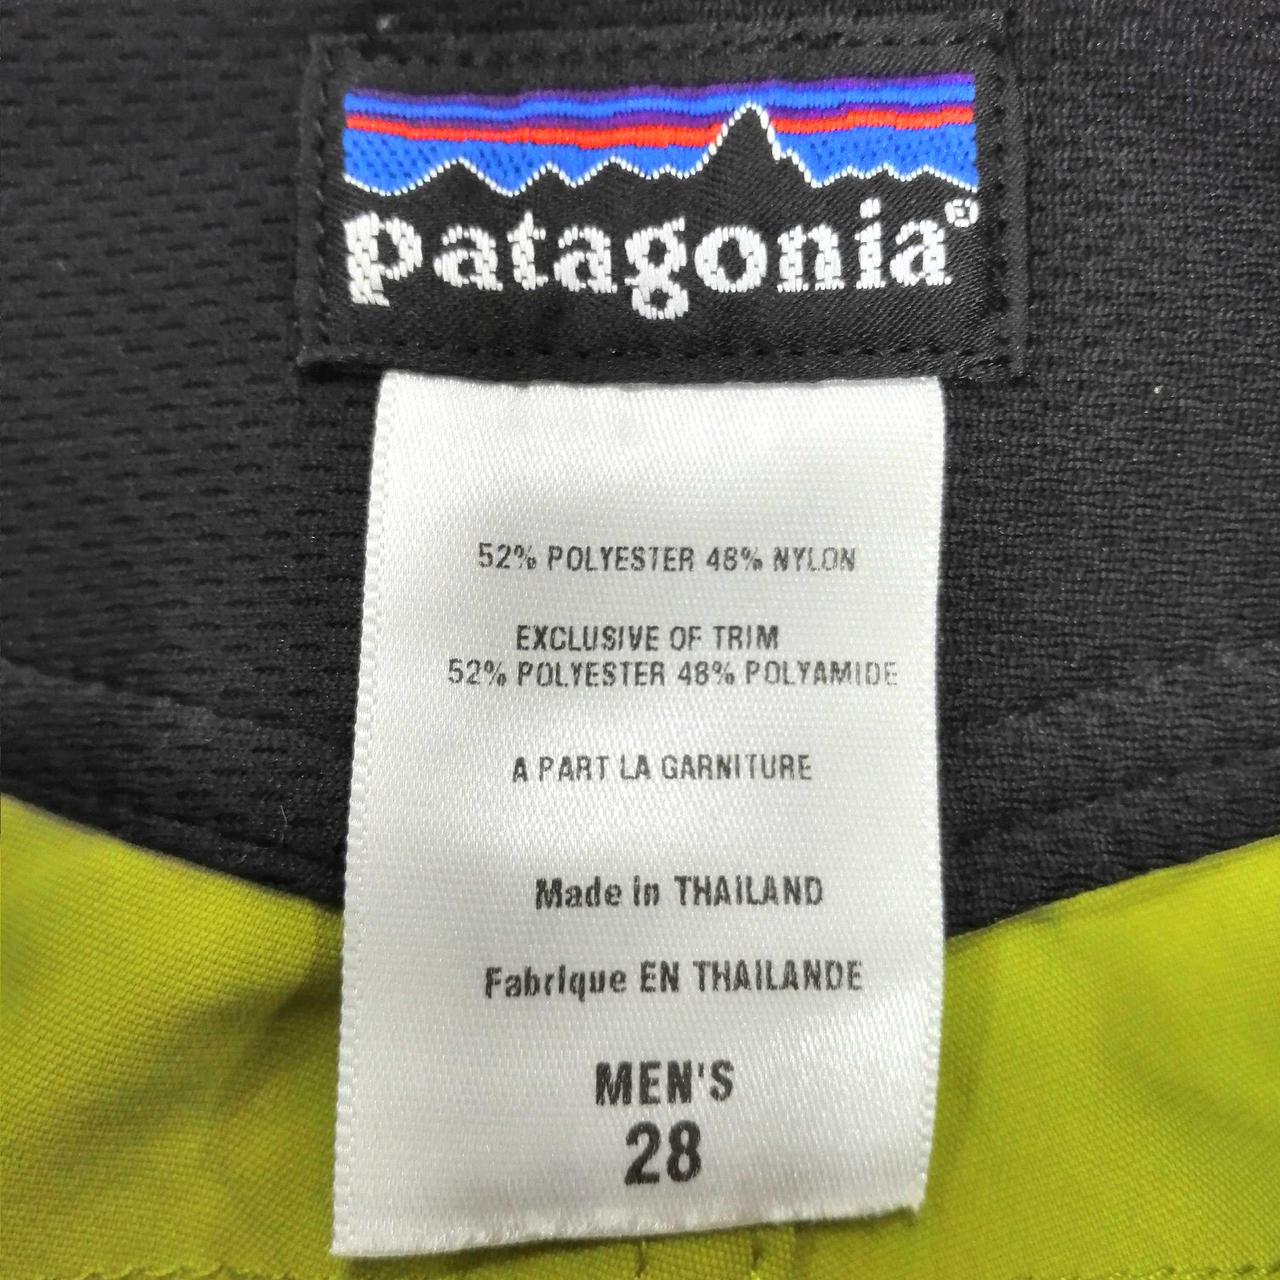 patagonia®
52% POLYESTER 48% NYLON
EXCLUSIVE OF TRIM
52% POLYESTER 48% POLYAMIDE
A PART LA GARNITURE
Made in THAILAND
Fabrique EN THAILANDE
MEN'S
28